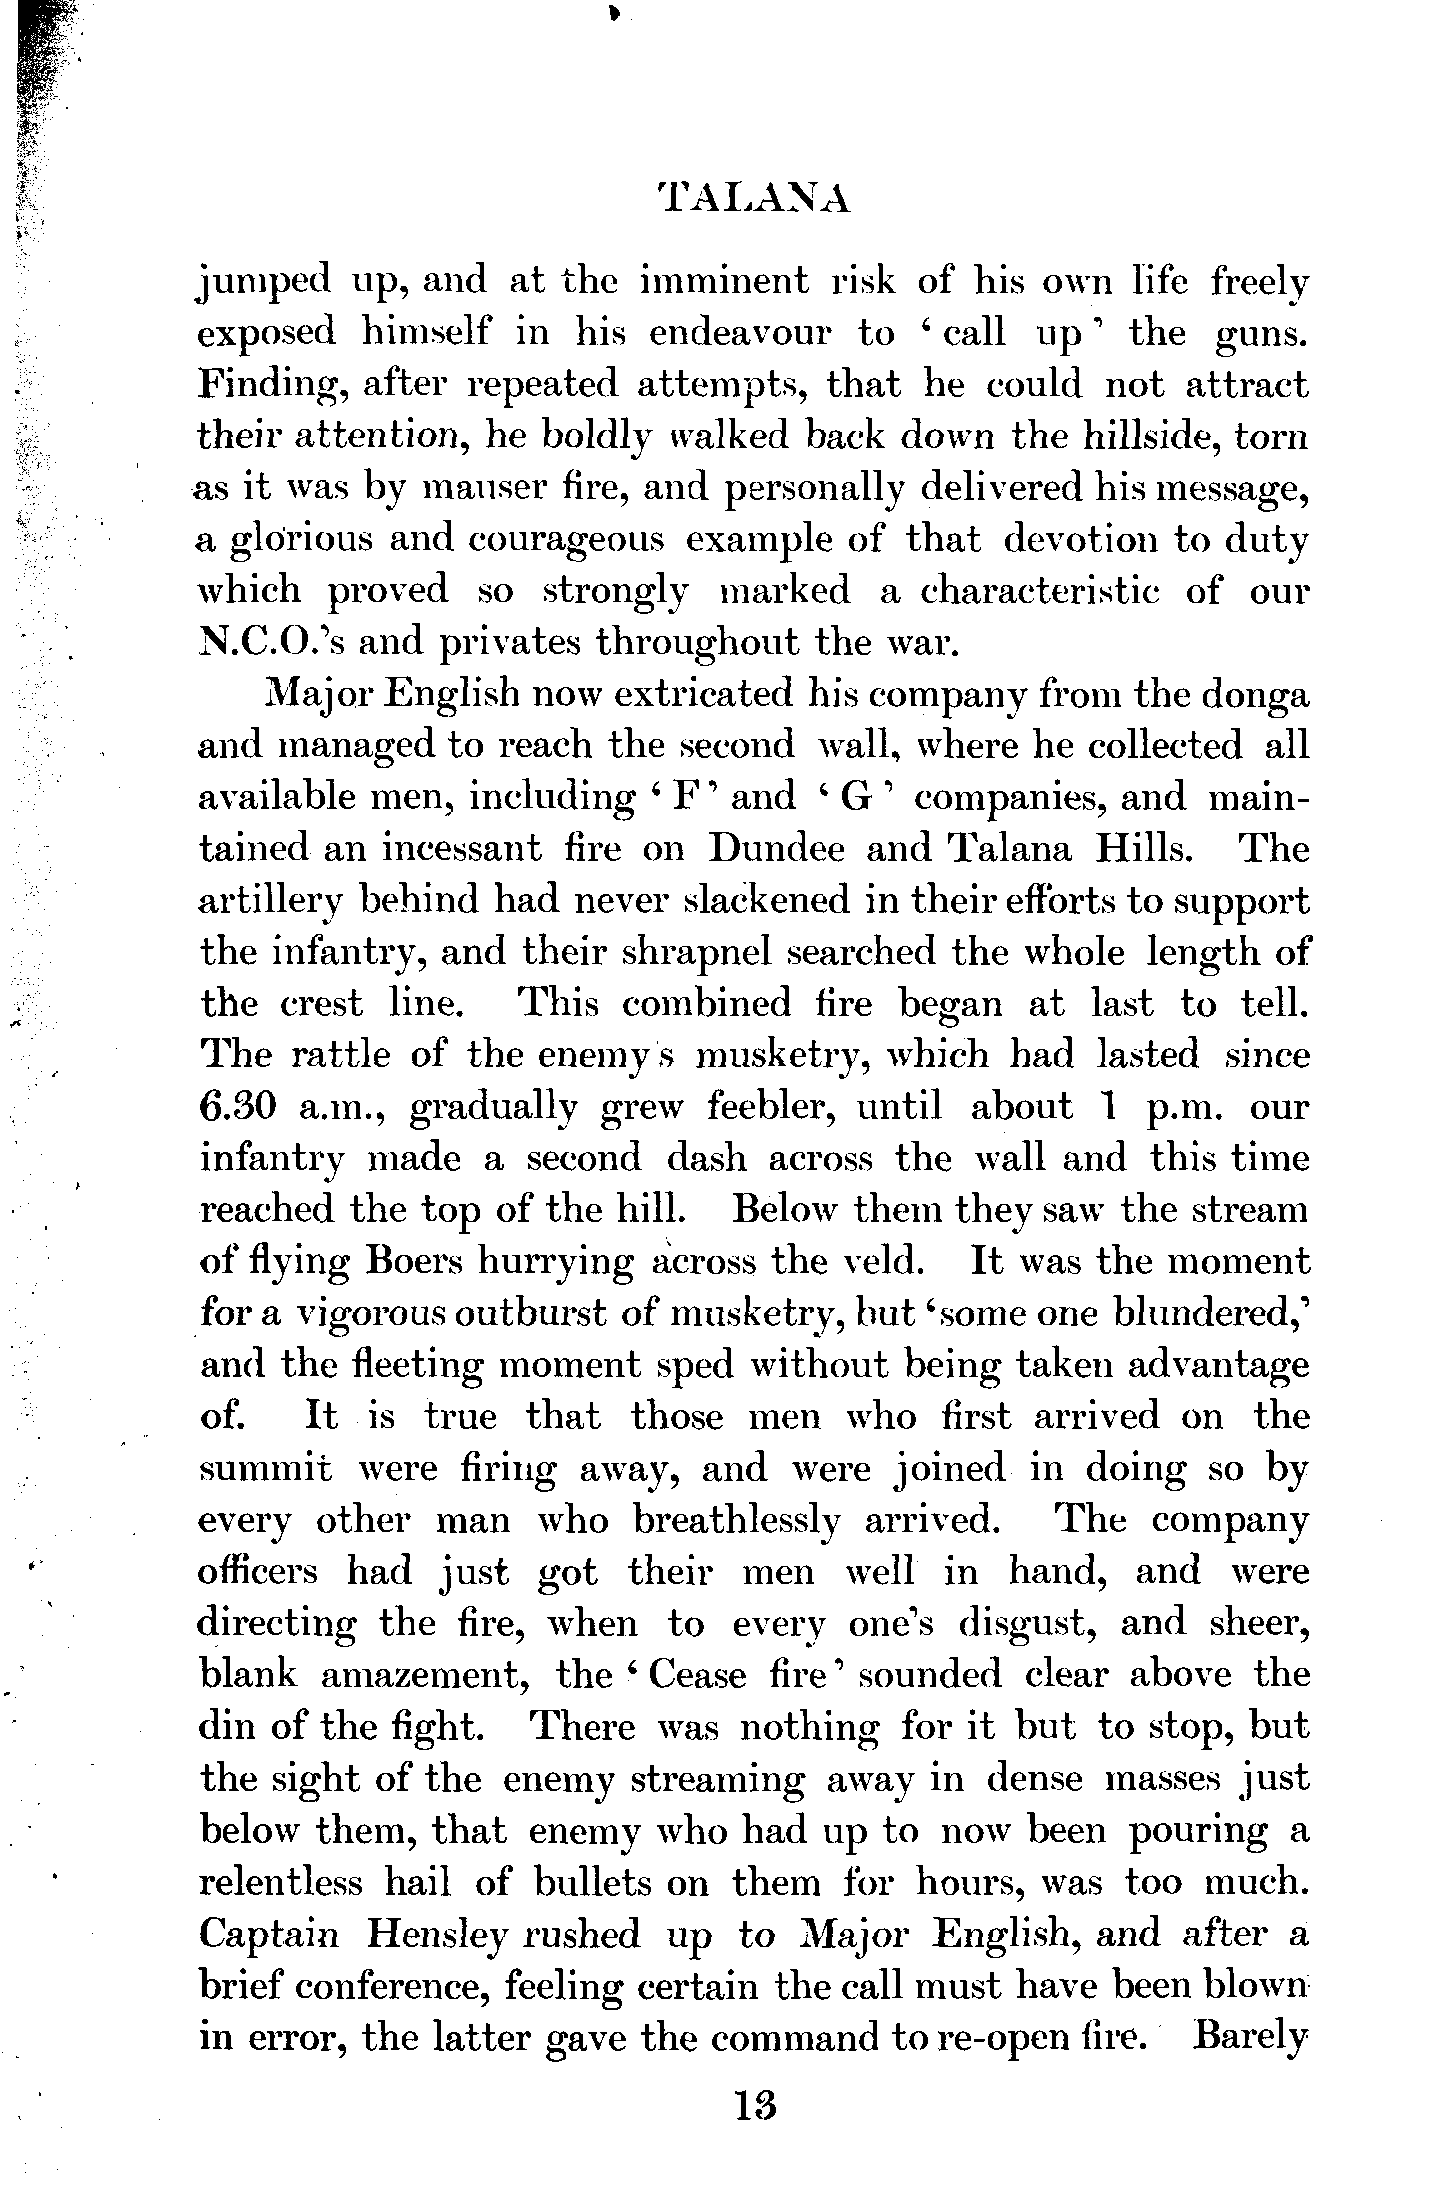 TALANA
jumped up, and at the imminent risk of his own life freely
exposed himself in his endeavour to ‘ call up ’ the guns.
Finding, after repeated attempts, that he could not attract
their attention, he boldly walked back down the hillside, torn
as it was by mauser fire, and personally delivered his message,
a glorious and courageous example of that devotion to duty
which proved so strongly marked a characteristic of our
N.C.O.’s and privates throughout the war.
Major English now extricated his company from the donga
and managed to reach the second wall, where he collected all
available men, including ‘ F ’ and ‘ G ’ companies, and main-
tained an incessant fire on Dundee and Talana Hills. The
artillery behind had never slackened in their efforts to support
the infantry, and their shrapnel searched the whole length of
the crest line. This combined fire began at last to tell.
The rattle of the enemy’s musketry, which had lasted since
6.30 a.m., gradually grew feebler, until about 1 p.m. our
infantry made a second dash across the wall and this time
reached the top of the hill. Below them they saw the stream
of flying Boers hurrying across the veld. It was the moment
for a vigorous outburst of musketry, but ‘some one blundered,’
and the fleeting moment sped without being taken advantage
of. It is true that those men who first arrived on the
summit were firing away, and were joined in doing so by
every other man who breathlessly arrived. The company
officers had just got their men well in hand, and were
directing the fire, when to every one’s disgust, and sheer,
blank amazement, the ‘ Cease fire ’ sounded clear above the
din of the fight. There was nothing for it but to stop, but
the sight of the enemy streaming away in dense masses just
below them, that enemy who had up to now been pouring a
relentless hail of bullets on them for hours, was too much.
Captain Hensley rushed up to Major English, and after a
brief conference, feeling certain the call must have been blown
in error, the latter gave the command to re-open fire. Barely
13